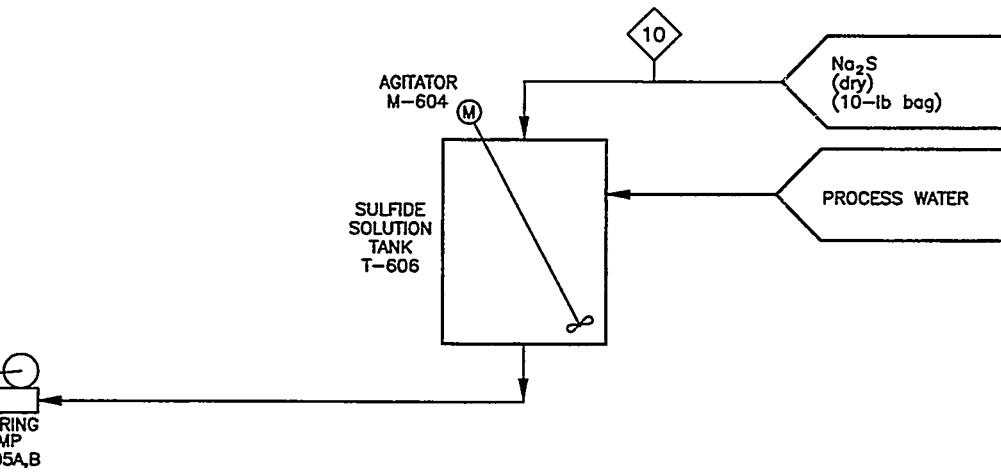 10
Na₂S
(dry)
(10-lb bag)
AGITATOR
M-604
M
PROCESS WATER
SULFIDE
SOLUTION
TANK
T-606
RING
MP
05A,B